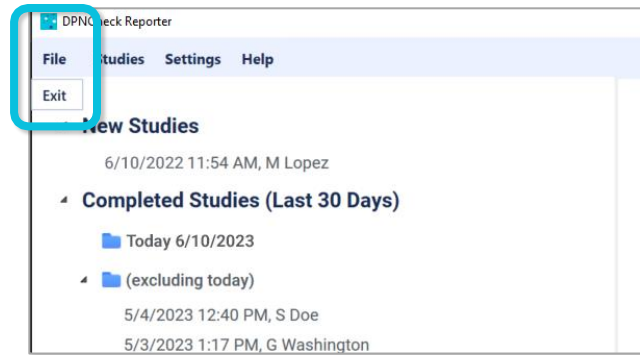 DPNCheck Reporter
File Studies Settings Help
Exit
New Studies
6/10/2022 11:54 AM, M Lopez
Completed Studies (Last 30 Days)
Today 6/10/2023
(excluding today)
5/4/2023 12:40 PM, S Doe
5/3/2023 1:17 PM, G Washington